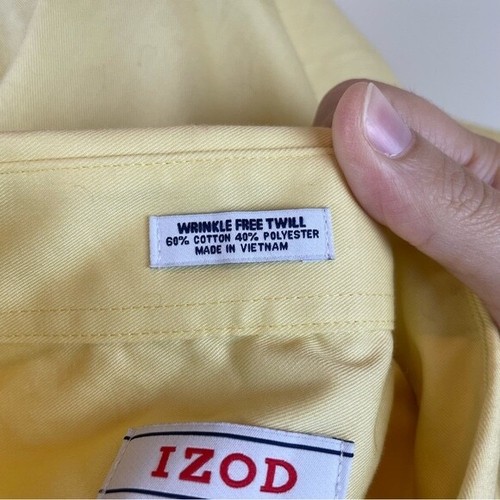 WRINKLE FREE TWILL
60% COTTON 40% POLYESTER
MADE IN VIETNAM
IZOD